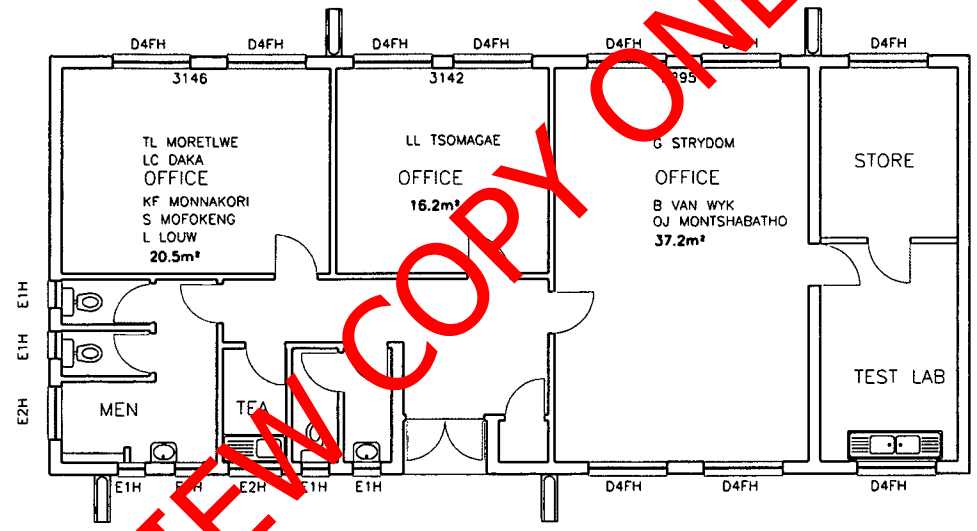 D4FH D4FH D4FH D4FH D4FH D4FH
3146 3142
TL MORETLWE
LC DAKA
OFFICE
KF MONNAKORI
S MOFOKENG
L LOUW
20.5m²
LL TSOMAGAE
OFFICE
16.2m²
G STRYDOM
OFFICE
B VAN WYK
OJ MONTSHABATHO
37.2m²
STORE
E1H
E1H
E2H
MEN
TEA
TEST LAB
E1H E2H E1H E1H D4FH D4FH D4FH
COPY